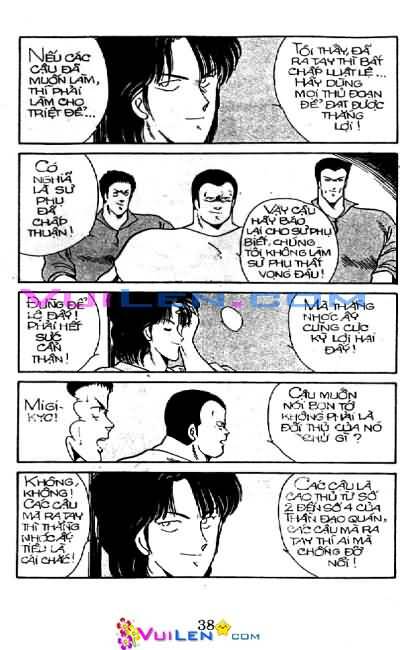 NẾU CÁC
CẬU ĐÃ
MUỐN LÀM,
THÌ PHẢI
LÀM CHO
TRIỆT ĐỂ...
TÔI THẤY, ĐÃ
RA TAY THÌ BẤT
CHẤP LUẬT LỆ...
HÃY DÙNG
MỌI THỦ ĐOẠN
ĐỂ ĐẠT ĐƯỢC
THẮNG
LỢI!
CÓ
NGHĨA
LÀ SƯ
PHỤ
ĐÃ
CHẤP
THUẬN!
VẬY CẬU
HÃY BÁO
LẠI CHO SƯ PHỤ
BIẾT, CHÚNG
TÔI KHÔNG LÀM
SƯ PHỤ THẤT
VỌNG ĐÂU!
VUILEN.COM
ĐỪNG ĐỂ
LỘ ĐẤY!
PHẢI HẾT
SỨC
CẨN
THẬN!
MÀ THẰNG
NHÓC ẤY
CŨNG CỰC
KỲ LỢI HẠI
ĐẤY!
MIGI-
KYO!
CẬU MUỐN
NÓI BỌN TỚ
KHÔNG PHẢI LÀ
ĐỐI THỦ CỦA NÓ
CHỨ GÌ?
KHÔNG,
KHÔNG!
CÁC CẬU
MÀ RA TAY
THÌ THẰNG
NHÓC ẤY
TIÊU LÀ
CÁI CHẮC!
CÁC CẬU LÀ
CAO THỦ TỪ SỐ
2 ĐẾN SỐ 4 CỦA
THẦN ĐẠO QUÁN,
CÁC CẬU MÀ RA
TAY THÌ AI MÀ
CHỐNG ĐỠ
NỔI!
38
VUILEN.COM